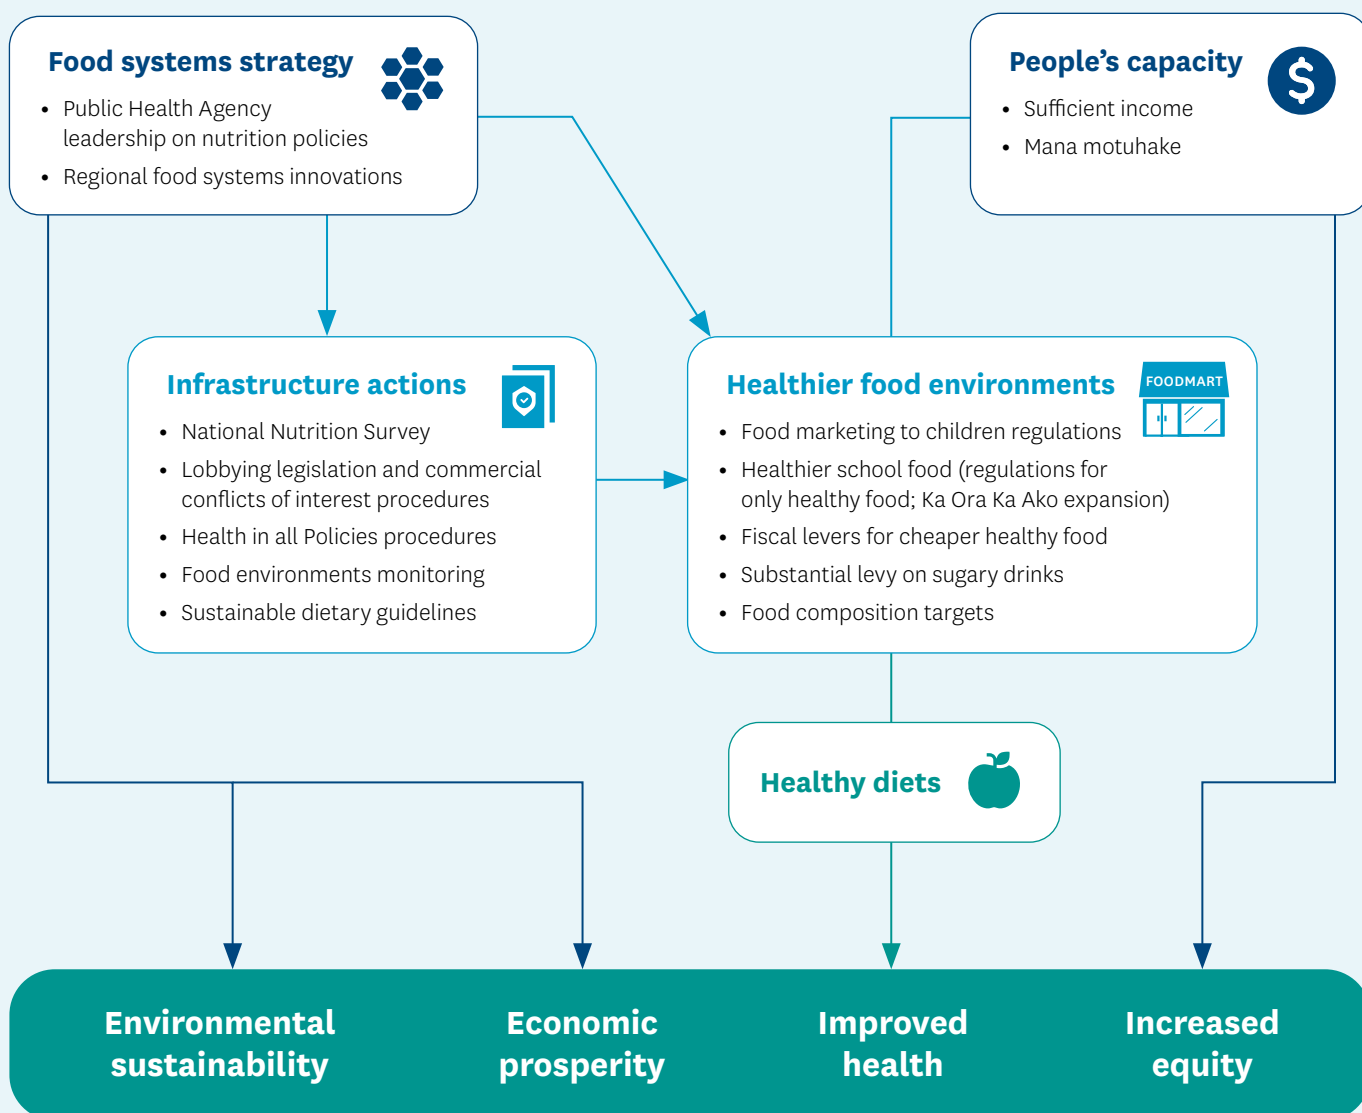 Food systems strategy
• Public Health Agency
leadership on nutrition policies
• Regional food systems innovations
People’s capacity
$
• Sufficient income
• Mana motuhake
Infrastructure actions
• National Nutrition Survey
• Lobbying legislation and commercial
conflicts of interest procedures
• Health in all Policies procedures
• Food environments monitoring
• Sustainable dietary guidelines
Healthier food environments
FOODMART
• Food marketing to children regulations
• Healthier school food (regulations for
only healthy food; Ka Ora Ka Ako expansion)
• Fiscal levers for cheaper healthy food
• Substantial levy on sugary drinks
• Food composition targets
Healthy diets
Environmental
sustainability
Economic
prosperity
Improved
health
Increased
equity